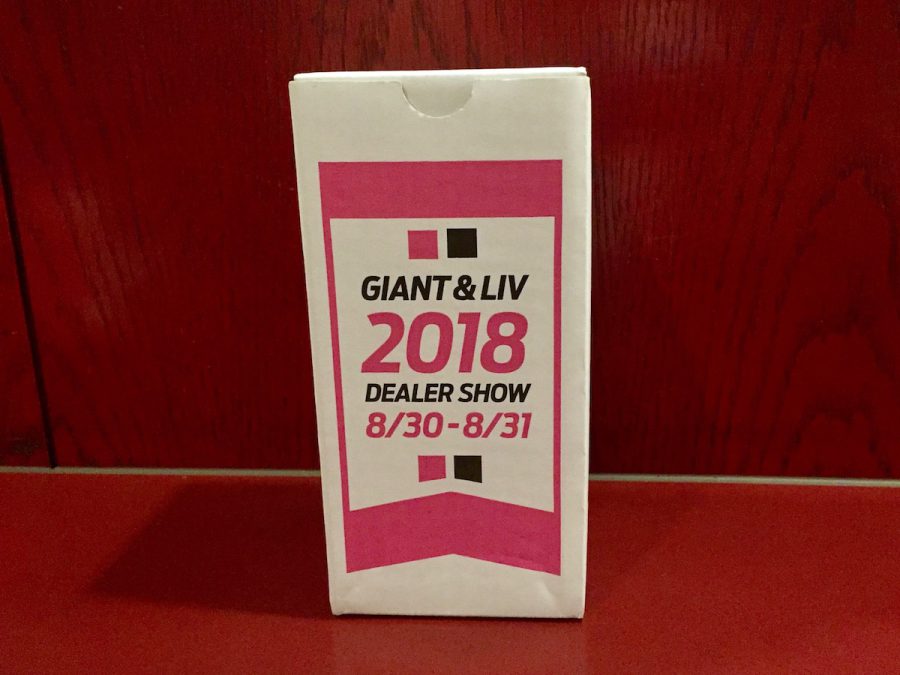 GIANT & LIV
2018
DEALER SHOW
8/30 - 8/31